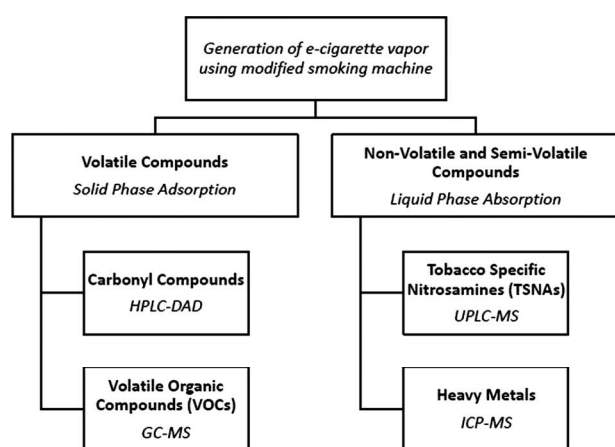 Generation of e-cigarette vapor
using modified smoking machine
Volatile Compounds
Solid Phase Adsorption
Non-Volatile and Semi-Volatile
Compounds
Liquid Phase Absorption
Carbonyl Compounds
HPLC-DAD
Tobacco Specific
Nitrosamines (TSNAs)
UPLC-MS
Volatile Organic
Compounds (VOCs)
GC-MS
Heavy Metals
ICP-MS